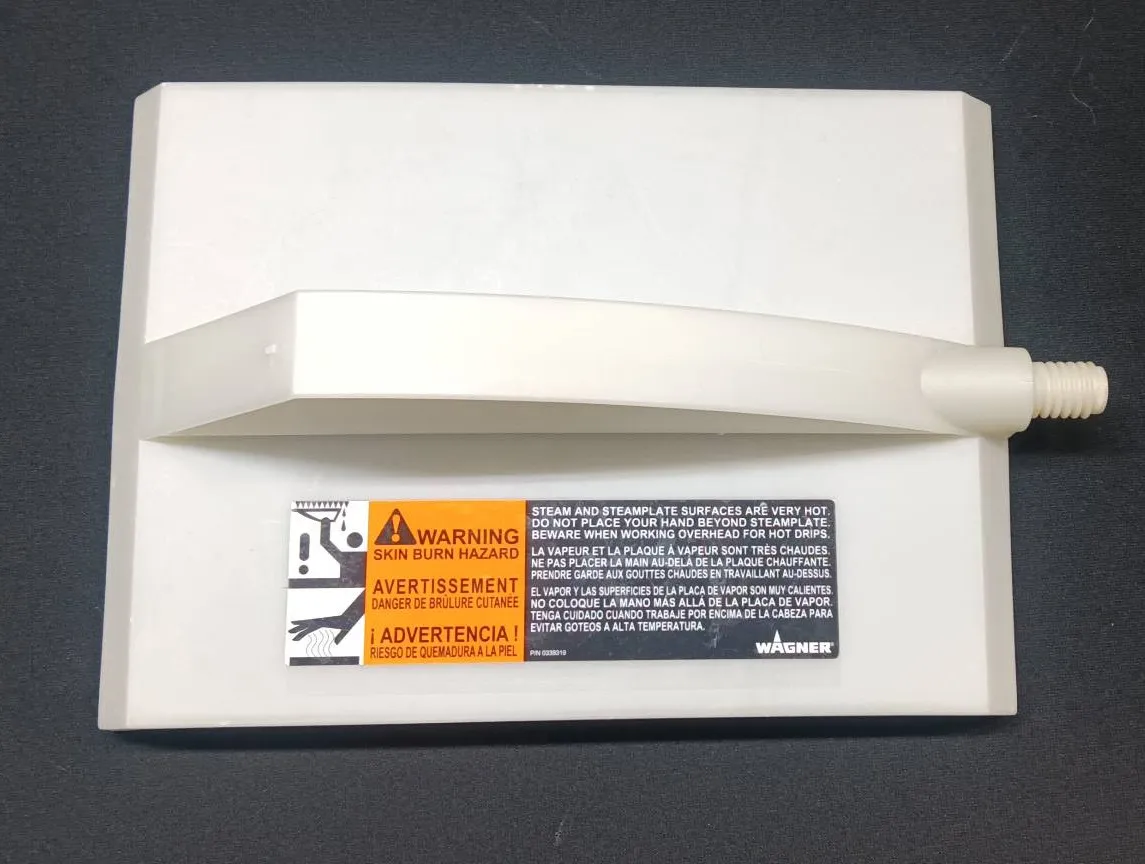 WARNING
SKIN BURN HAZARD
AVERTISSEMENT
DANGER DE BRÛLURE CUTANÉE
¡ ADVERTENCIA !
RIESGO DE QUEMADURA A LA PIEL
STEAM AND STEAMPLATE SURFACES ARE VERY HOT.
DO NOT PLACE YOUR HAND BEYOND STEAMPLATE.
BEWARE WHEN WORKING OVERHEAD FOR HOT DRIPS.
LA VAPEUR ET LA PLAQUE À VAPEUR SONT TRÈS CHAUDES.
NE PAS PLACER LA MAIN AU-DELÀ DE LA PLAQUE CHAUFFANTE.
PRENDRE GARDE AUX GOUTTES CHAUDES EN TRAVAILLANT AU-DESSUS.
EL VAPOR Y LAS SUPERFICIES DE LA PLACA DE VAPOR SON MUY CALIENTES.
NO COLOQUE LA MANO MÁS ALLÁ DE LA PLACA DE VAPOR.
TENGA CUIDADO CUANDO TRABAJE POR ENCIMA DE LA CABEZA PARA
EVITAR GOTEOS A ALTA TEMPERATURA.
P/N 0339319
WAGNER